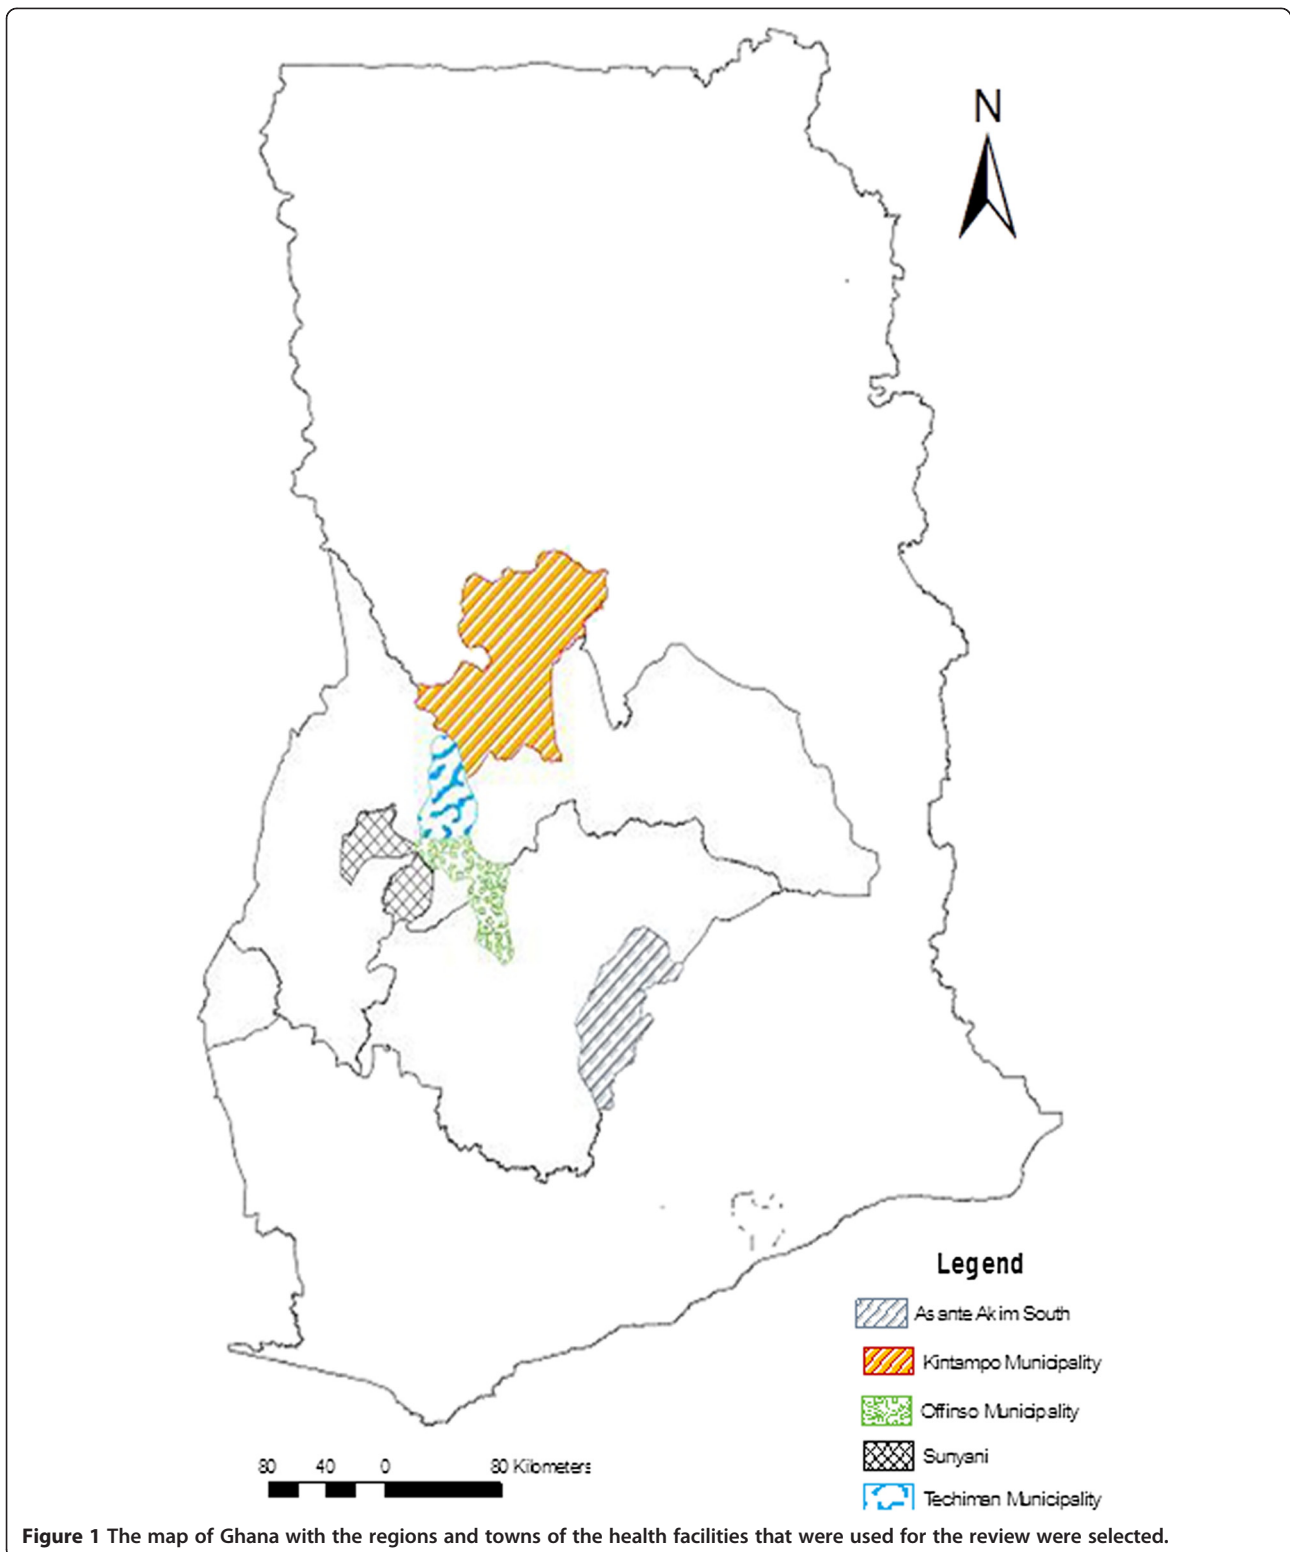 N
Legend
Asante Akim South
Kintampo Municipality
Offinso Municipality
Sunyani
Techiman Municipality
80 40 0 80 Kilometers
Figure 1 The map of Ghana with the regions and towns of the health facilities that were used for the review were selected.